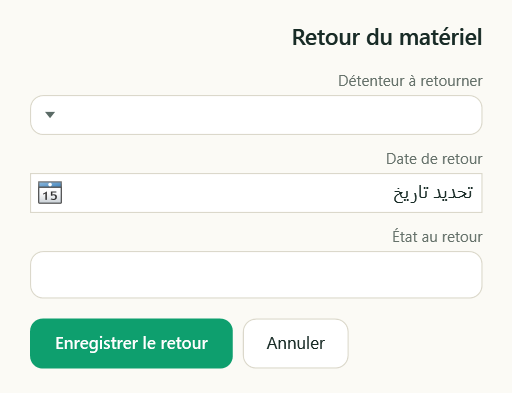 Retour du matériel
Détenteur à retourner
Date de retour
تحديد تاريخ
15
État au retour
Enregistrer le retour
Annuler